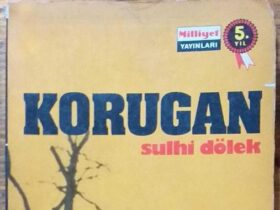 Milliyet
YAYINLARI
5.
YIL
KORUGAN
sulhi dölek